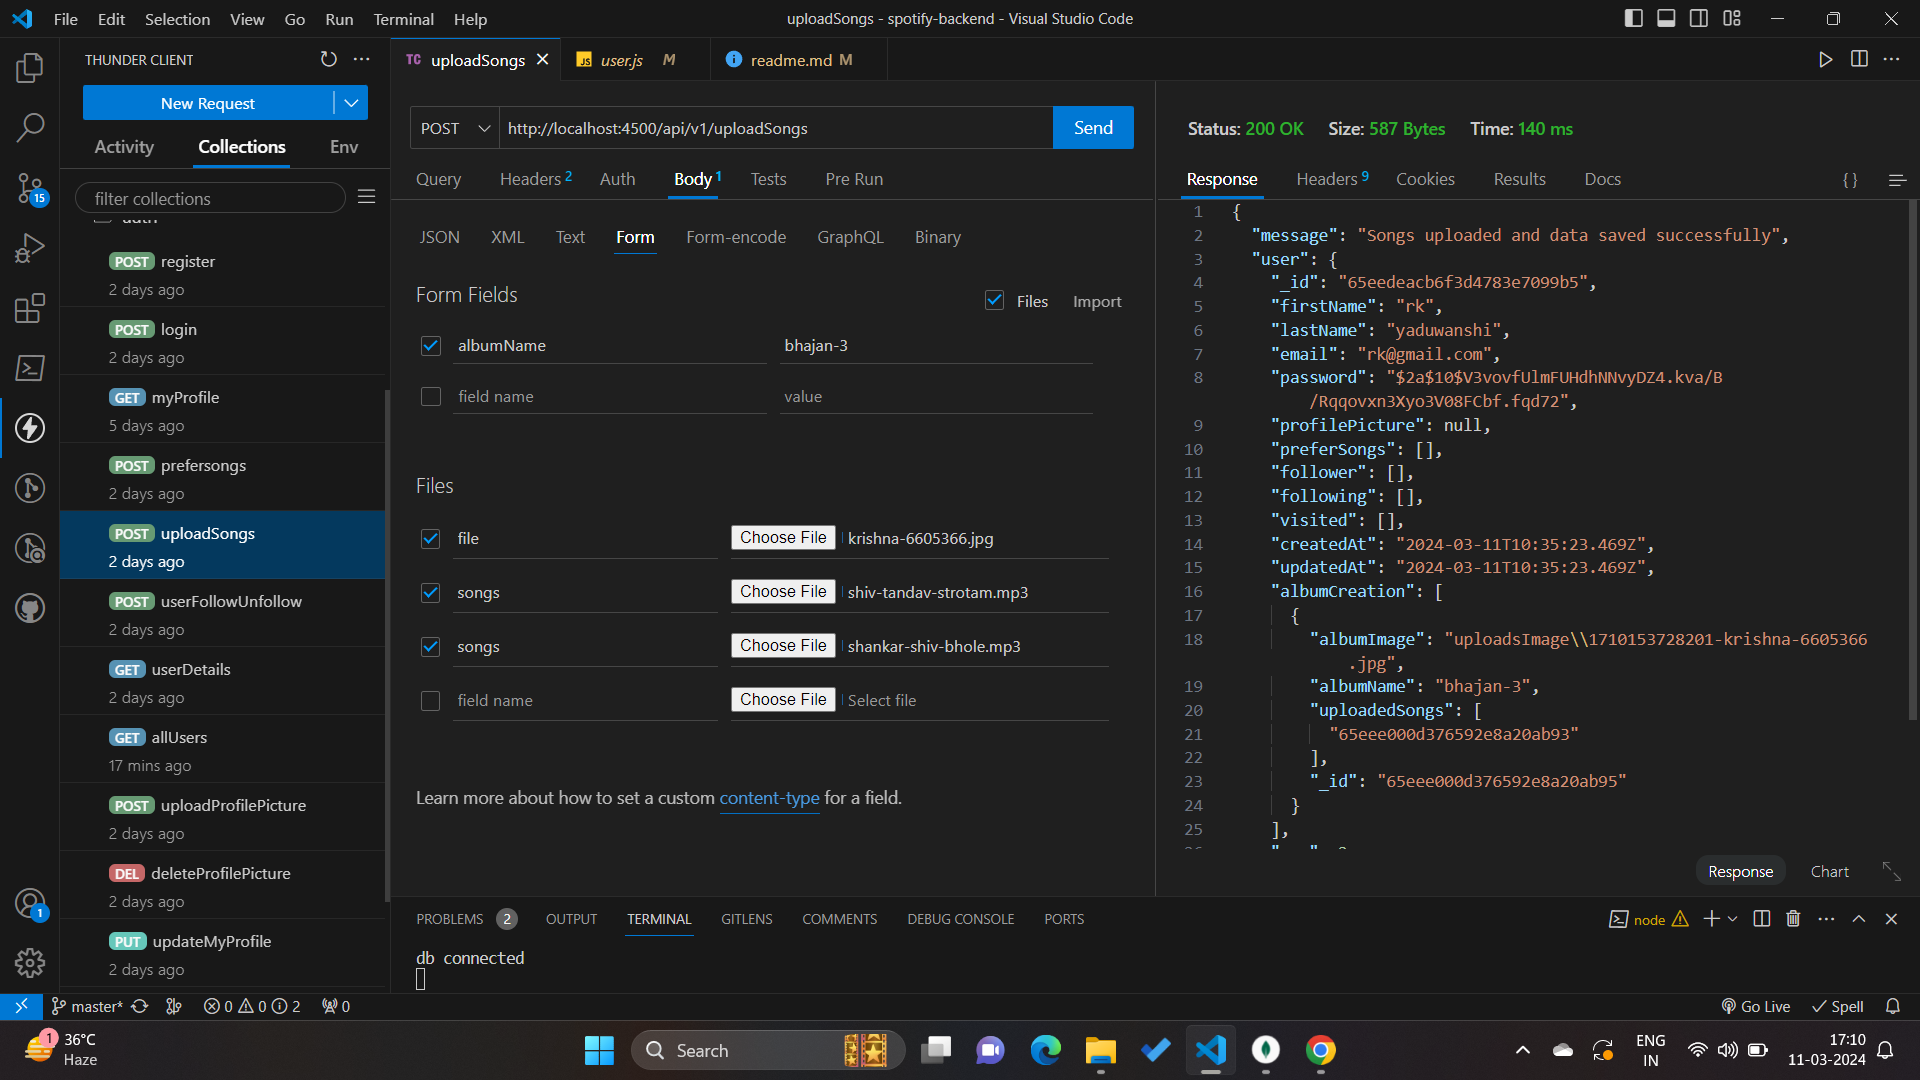 File Edit Selection View Go Run Terminal Help
uploadSongs - spotify-backend - Visual Studio Code
THUNDER CLIENT
New Request
Activity Collections Env
filter collections
auth
POST register
2 days ago
POST login
2 days ago
GET myProfile
5 days ago
POST prefersongs
2 days ago
POST uploadSongs
2 days ago
POST userFollowUnfollow
2 days ago
GET userDetails
2 days ago
GET allUsers
17 mins ago
POST uploadProfilePicture
2 days ago
DEL deleteProfilePicture
2 days ago
PUT updateMyProfile
2 days ago
15
1
TC uploadSongs
JS user.js M
readme.md M
POST http://localhost:4500/api/v1/uploadSongs Send
Query Headers 2 Auth Body 1 Tests Pre Run
JSON XML Text Form Form-encode GraphQL Binary
Form Fields
Files Import
albumName bhajan-3
field name value
Files
file Choose File krishna-6605366.jpg
songs Choose File shiv-tandav-strotam.mp3
songs Choose File shankar-shiv-bhole.mp3
field name Choose File Select file
Learn more about how to set a custom content-type for a field.
Status: 200 OK Size: 587 Bytes Time: 140 ms
Response Headers 9 Cookies Results Docs {}
1 {
2 "message": "Songs uploaded and data saved successfully",
3 "user": {
4 "_id": "65eedeacb6f3d4783e7099b5",
5 "firstName": "rk",
6 "lastName": "yaduwanshi",
7 "email": "rk@gmail.com",
8 "password": "$2a$10$V3vovfUlmFUHdhNNvyDZ4.kva/B
/Rqqovxn3Xyo3V08FCbf.fqd72",
9 "profilePicture": null,
10 "preferSongs": [],
11 "follower": [],
12 "following": [],
13 "visited": [],
14 "createdAt": "2024-03-11T10:35:23.469Z",
15 "updatedAt": "2024-03-11T10:35:23.469Z",
16 "albumCreation": [
17 {
18 "albumImage": "uploadsImage\\1710153728201-krishna-6605366
.jpg",
19 "albumName": "bhajan-3",
20 "uploadedSongs": [
21 "65eee000d376592e8a20ab93"
22 ],
23 "_id": "65eee000d376592e8a20ab95"
24 }
25 ],
Response Chart
PROBLEMS 2 OUTPUT TERMINAL GITLENS COMMENTS DEBUG CONSOLE PORTS
node
db connected
master* 0 0 2 0
Go Live Spell
1
36°C
Haze
Search
ENG
IN
17:10
11-03-2024